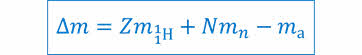 Δm = Zm₁¹H + Nmₙ − mₐ